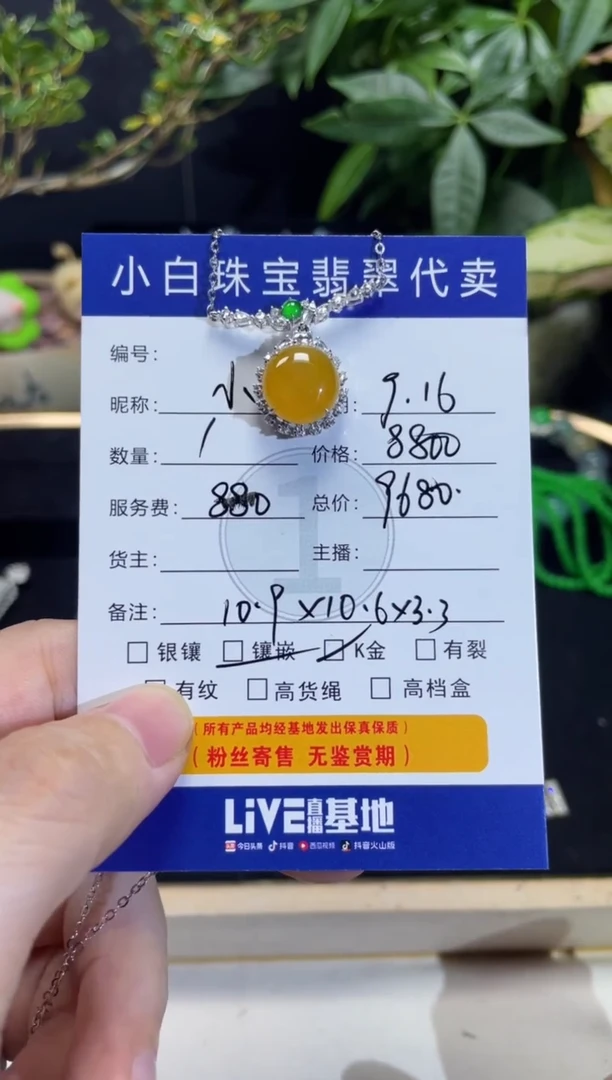 小白珠宝翡翠代卖
编号:
昵称: 小 期: 9.16
数量: 1 价格: 8800
服务费: 880 总价: 9680.
货主: 主播:
1
备注: 10.9×10.6×3.3
□ 银镶 □ 镶嵌 □ K金 □ 有裂
□ 有纹 □ 高货绳 □ 高档盒
(所有产品均经基地发出保真保质)
(粉丝寄售 无鉴赏期)
LiVE直播基地
今日头条 抖音 西瓜视频 抖音火山版